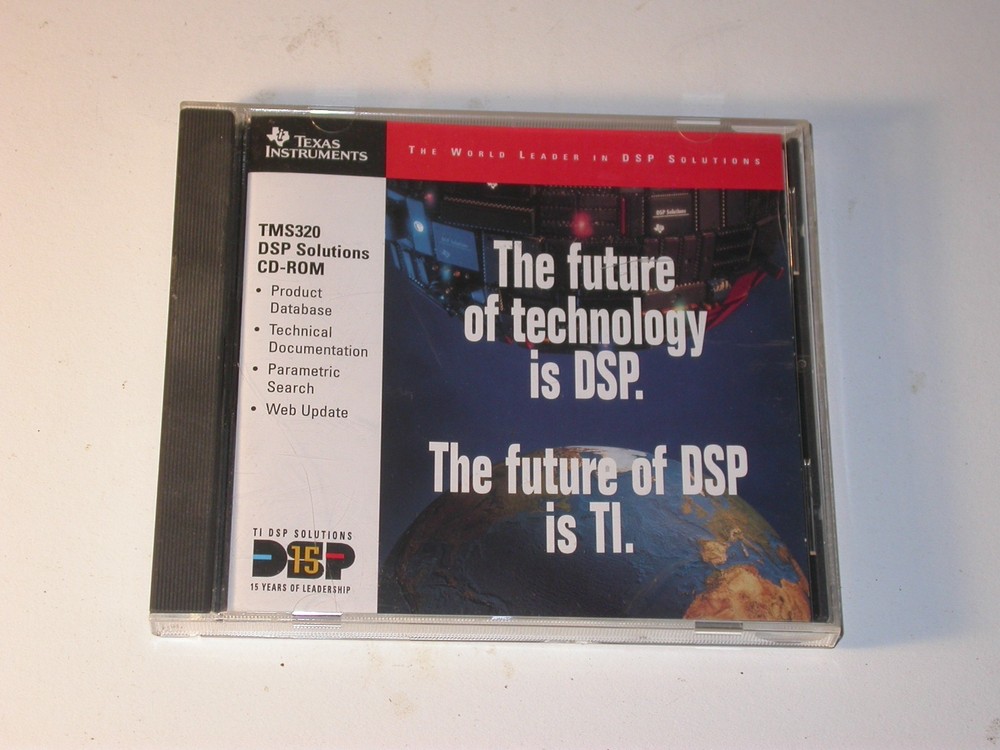 TEXAS
INSTRUMENTS
THE WORLD LEADER IN DSP SOLUTIONS
TMS320
DSP Solutions
CD-ROM
• Product
Database
• Technical
Documentation
• Parametric
Search
• Web Update
TI DSP SOLUTIONS
DSP
15
15 YEARS OF LEADERSHIP
DSP Solutions
The future
of technology
is DSP.
The future of DSP
is TI.